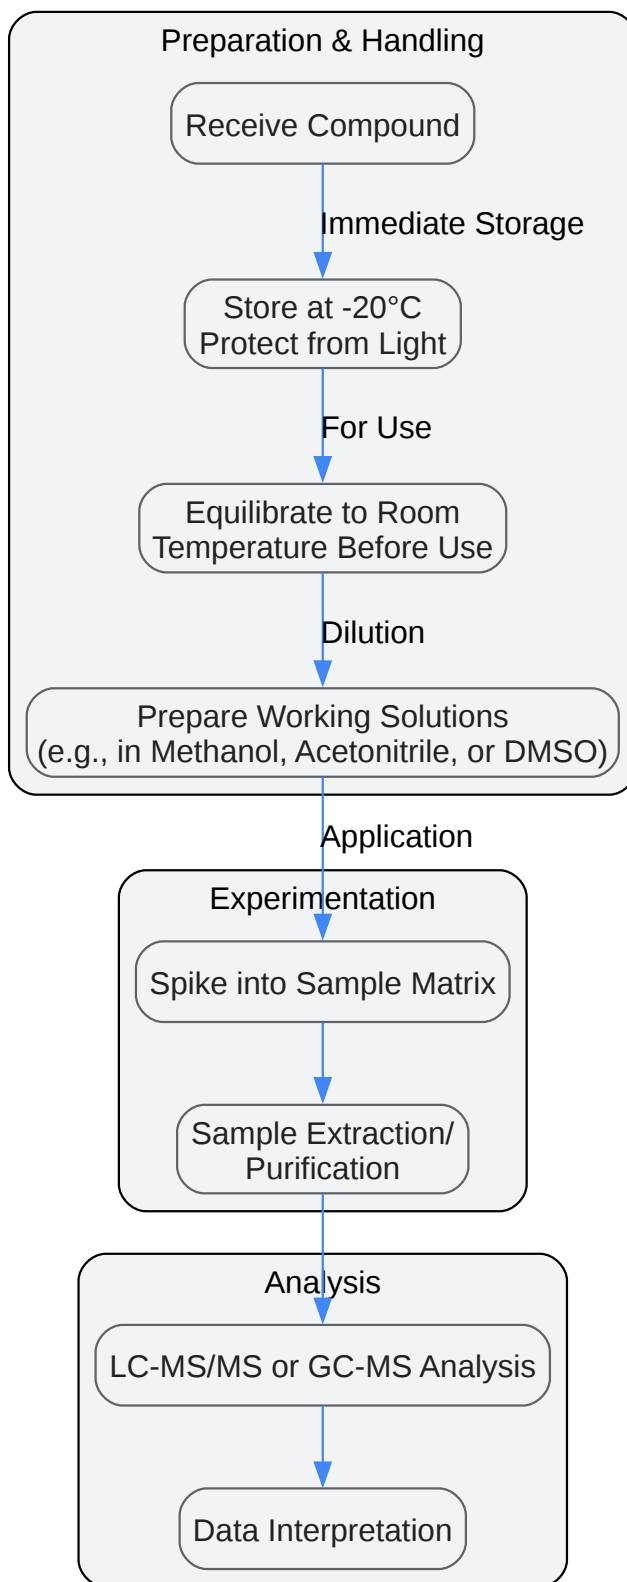 Preparation & Handling
Receive Compound
Immediate Storage
Store at -20°C
Protect from Light
For Use
Equilibrate to Room
Temperature Before Use
Dilution
Prepare Working Solutions
(e.g., in Methanol, Acetonitrile, or DMSO)
Application
Experimentation
Spike into Sample Matrix
Sample Extraction/
Purification
Analysis
LC-MS/MS or GC-MS Analysis
Data Interpretation